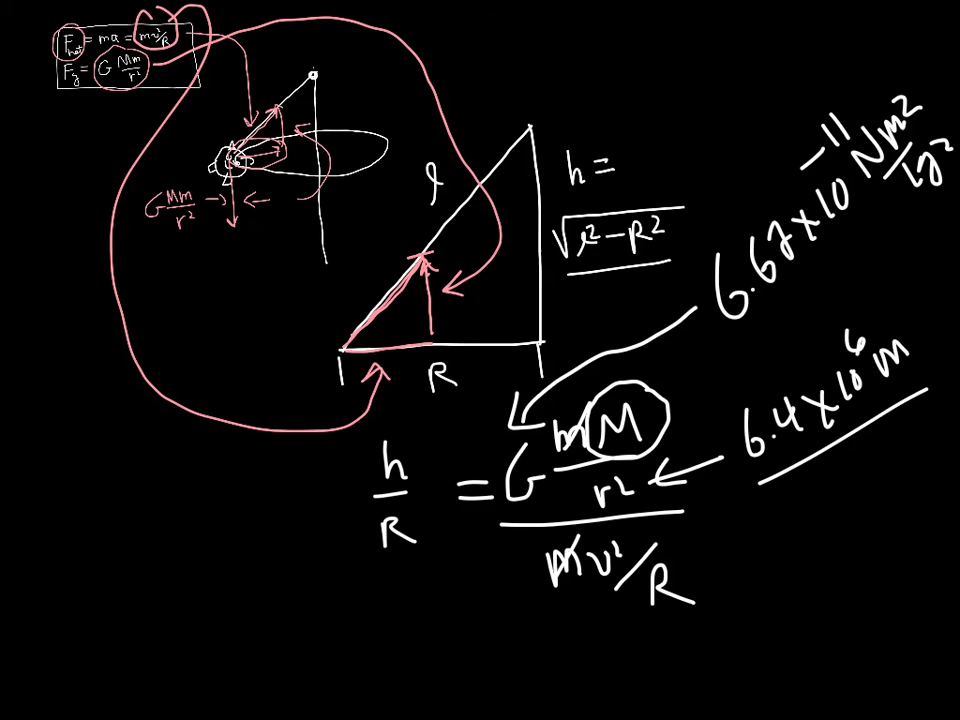 F_net = ma = mv²/R
F_g = G Mm/r²
G Mm/r²
l
h =
√l² - R²
R
6.67 × 10⁻¹¹ Nm²/kg²
6.4 × 10⁶ m
h/R = G mM/r² / mv²/R